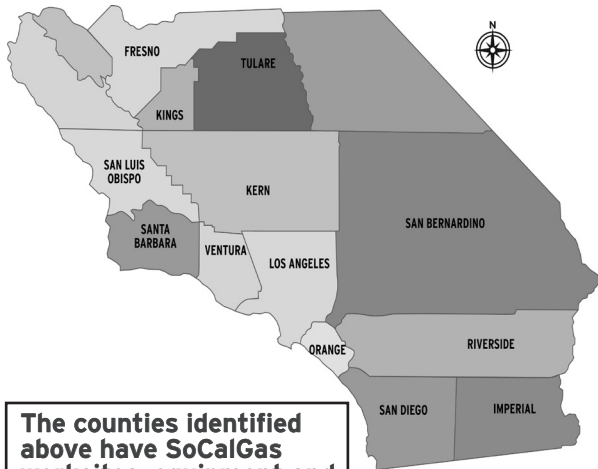 N
FRESNO
TULARE
KINGS
SAN LUIS
OBISPO
KERN
SAN BERNARDINO
SANTA
BARBARA
VENTURA
LOS ANGELES
ORANGE
RIVERSIDE
SAN DIEGO
IMPERIAL
The counties identified
above have SoCalGas